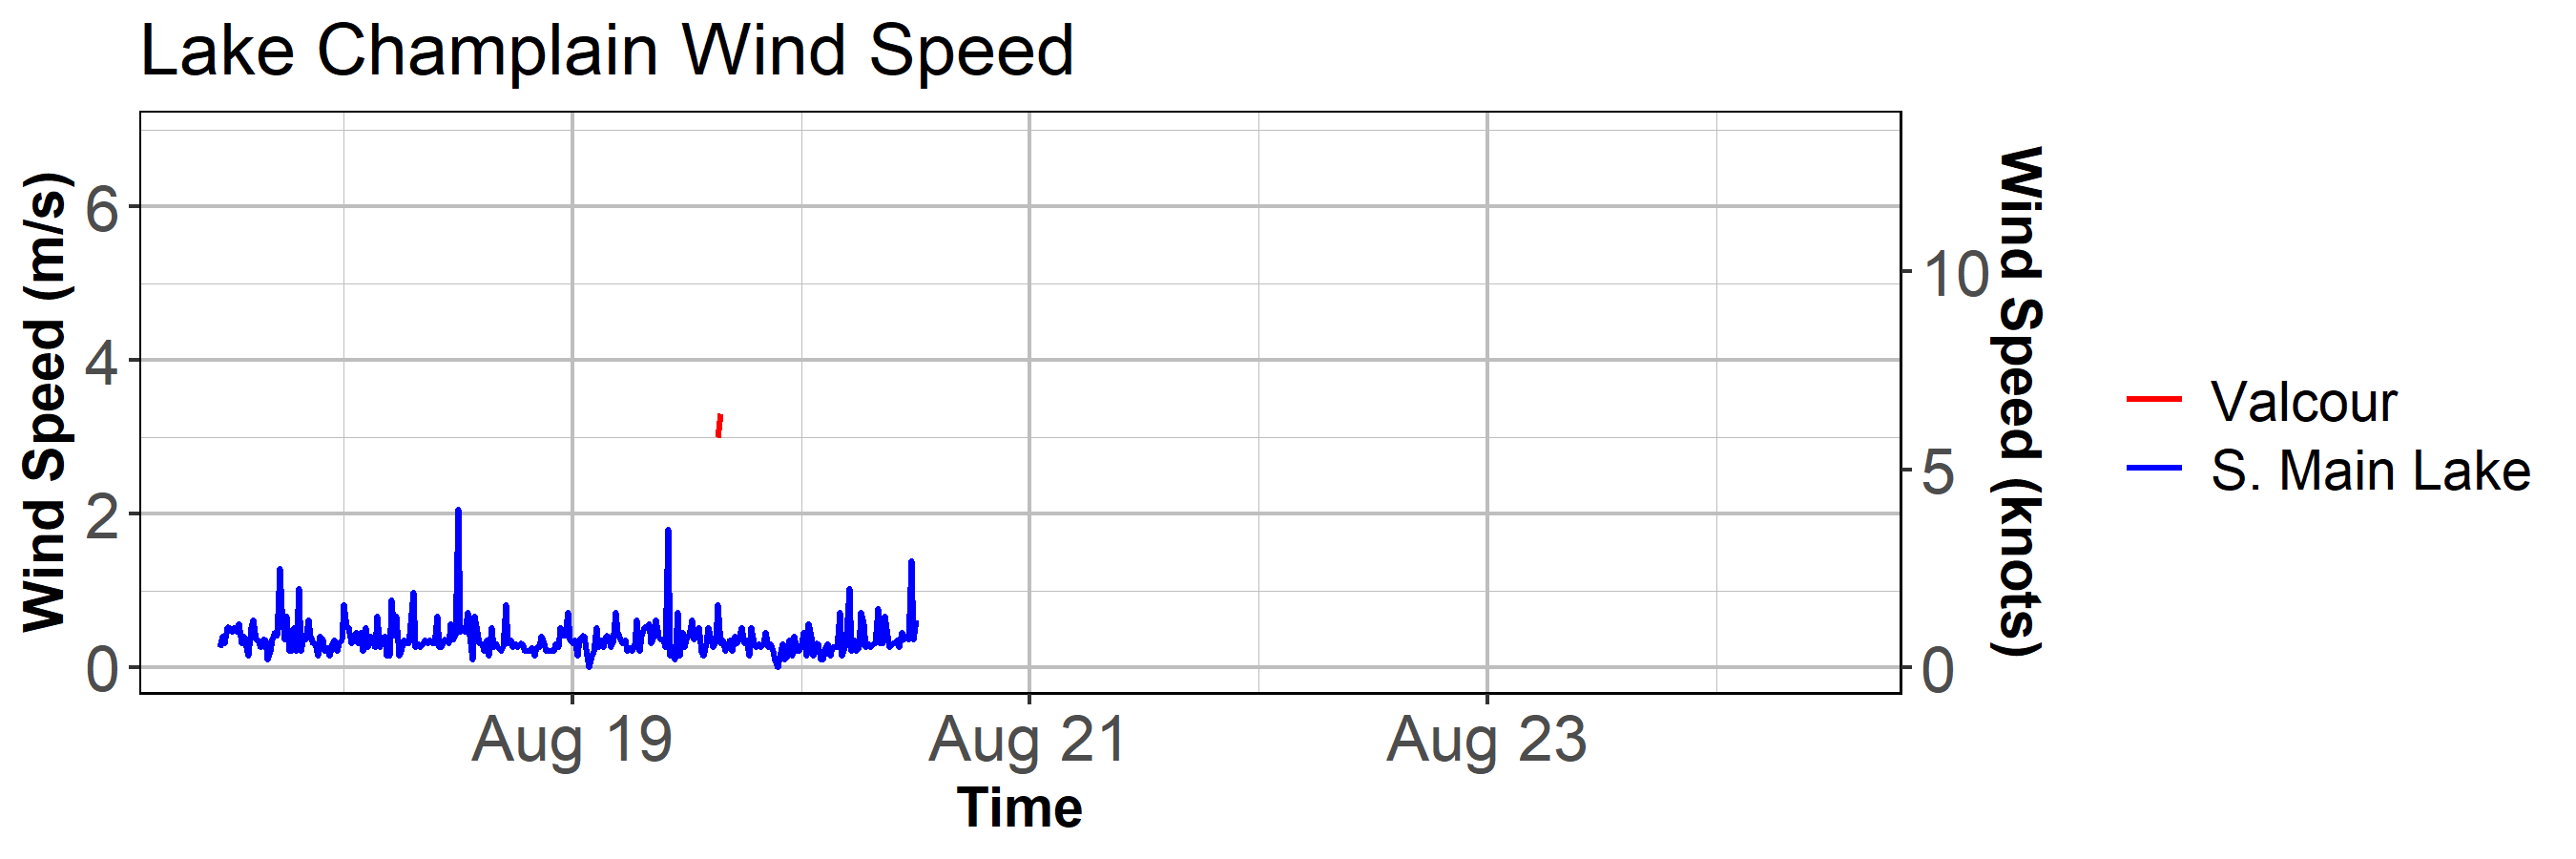 Lake Champlain Wind Speed
Wind Speed (m/s)
6
4
2
0
10
5
0
Wind Speed (knots)
Aug 19
Aug 21
Aug 23
Time
Valcour
S. Main Lake